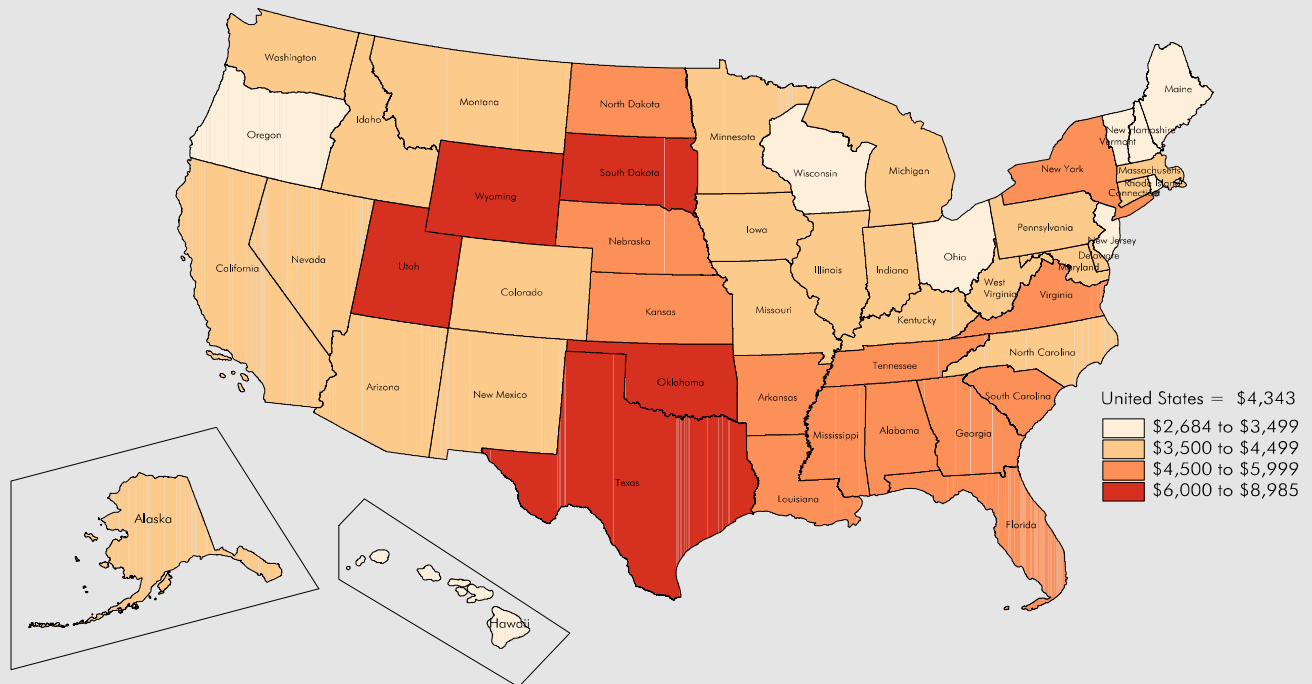 Washington
Montana
North Dakota
Minnesota
Maine
Idaho
Oregon
New Hampshire
Vermont
Wisconsin
Michigan
New York
Massachusetts
South Dakota
Rhode Island
Connecticut
Wyoming
Iowa
Pennsylvania
Nebraska
New Jersey
Ohio
Delaware
Nevada
California
Utah
Illinois
Indiana
Maryland
Colorado
West
Virginia
Virginia
Kansas
Missouri
Kentucky
North Carolina
Tennessee
Oklahoma
Arizona
New Mexico
Arkansas
South Carolina
Mississippi
Alabama
Georgia
Texas
Louisiana
Florida
Alaska
Hawaii
United States = $4,343
$2,684 to $3,499
$3,500 to $4,499
$4,500 to $5,999
$6,000 to $8,985